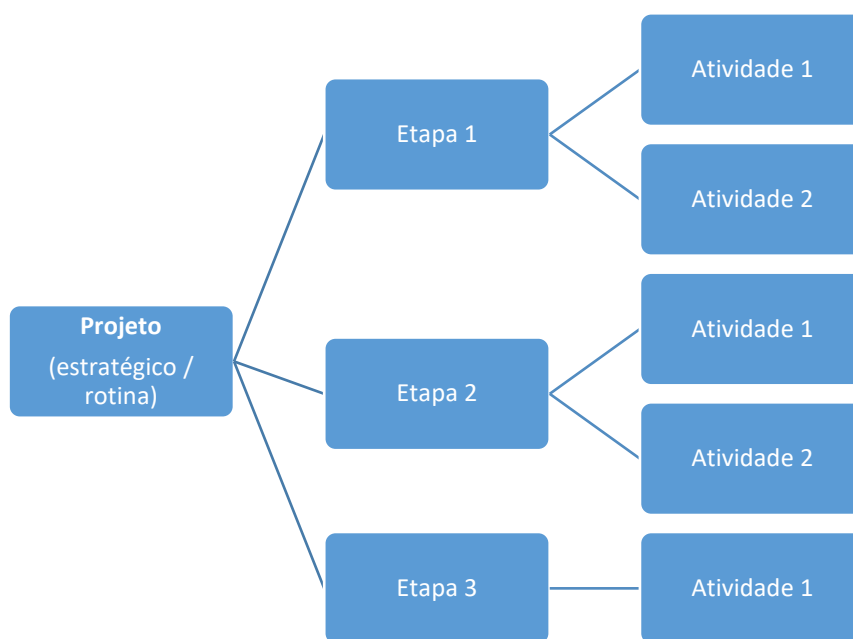 Projeto
(estratégico /
rotina)
Etapa 1
Atividade 1
Atividade 2
Etapa 2
Atividade 1
Atividade 2
Etapa 3
Atividade 1